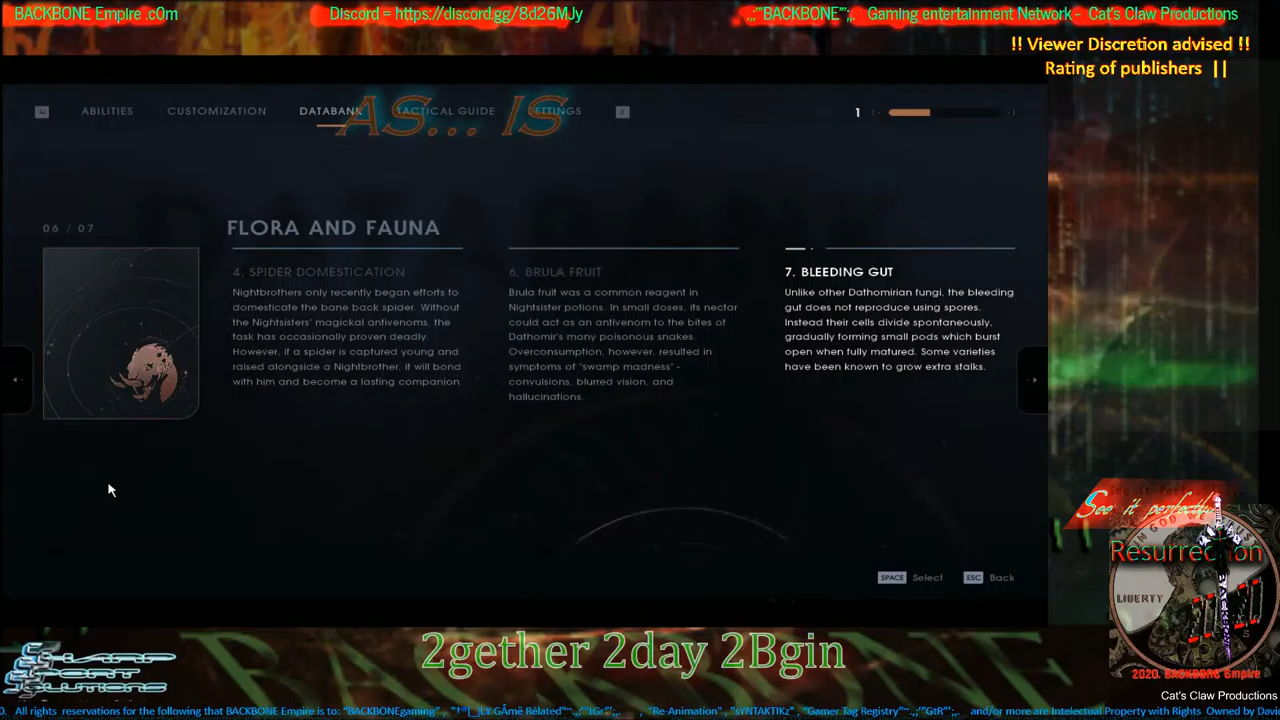 BACKBONE Empire .c0m
Discord = https://discord.gg/8d26MJy
.,;'"BACKBONE"';,. Gaming entertainment Network - Cat's Claw Productions
!! Viewer Discretion advised !!
Rating of publishers ||
ABILITIES CUSTOMIZATION DATABANK TACTICAL GUIDE SETTINGS
1
AS... IS
06 / 07
FLORA AND FAUNA
4. SPIDER DOMESTICATION
Nightbrothers only recently began efforts to
domesticate the bane back spider. Without
the Nightsisters' magickal antivenoms, the
task has occasionally proven deadly.
However, if a spider is captured young and
raised alongside a Nightbrother, it will bond
with him and become a lasting companion.
6. BRULA FRUIT
Brula fruit was a common reagent in
Nightsister potions. In small doses, its nectar
could act as an antivenom to the bites of
Dathomir's many poisonous snakes.
Overconsumption, however, resulted in
symptoms of "swamp madness" -
convulsions, blurred vision, and
hallucinations.
7. BLEEDING GUT
Unlike other Dathomirian fungi, the bleeding
gut does not reproduce using spores.
Instead their cells divide spontaneously,
gradually forming small pods which burst
open when fully matured. Some varieties
have been known to grow extra stalks.
SPACE Select ESC Back
See it perfectly
Resurrection
LIBERTY
2020, BACKBONE Empire
Cat's Claw Productions
2gether 2day 2Bgin
BACKBONE
SHARP
PORT
SOLUTIONS
0. All rights reservations for the following that BACKBONE Empire is to: "BACKBONEgaming" , "Re-Animation" , "sYNTAKTIKz" , "Gamer Tag Registry"~.,;'"GtR"';,. and/or more are Intelectual Property with Rights Owned by Davi